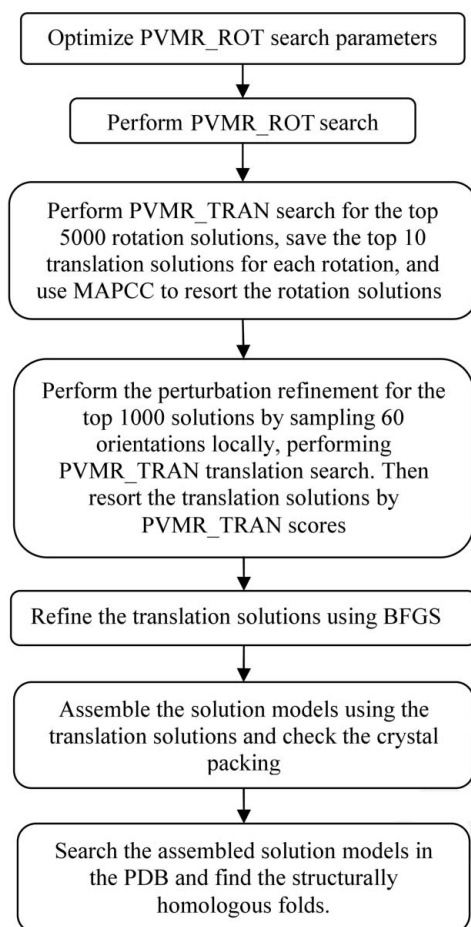 Optimize PVMR_ROT search parameters
Perform PVMR_ROT search
Perform PVMR_TRAN search for the top
5000 rotation solutions, save the top 10
translation solutions for each rotation, and
use MAPCC to resort the rotation solutions
Perform the perturbation refinement for the
top 1000 solutions by sampling 60
orientations locally, performing
PVMR_TRAN translation search. Then
resort the translation solutions by
PVMR_TRAN scores
Refine the translation solutions using BFGS
Assemble the solution models using the
translation solutions and check the crystal
packing
Search the assembled solution models in
the PDB and find the structurally
homologous folds.